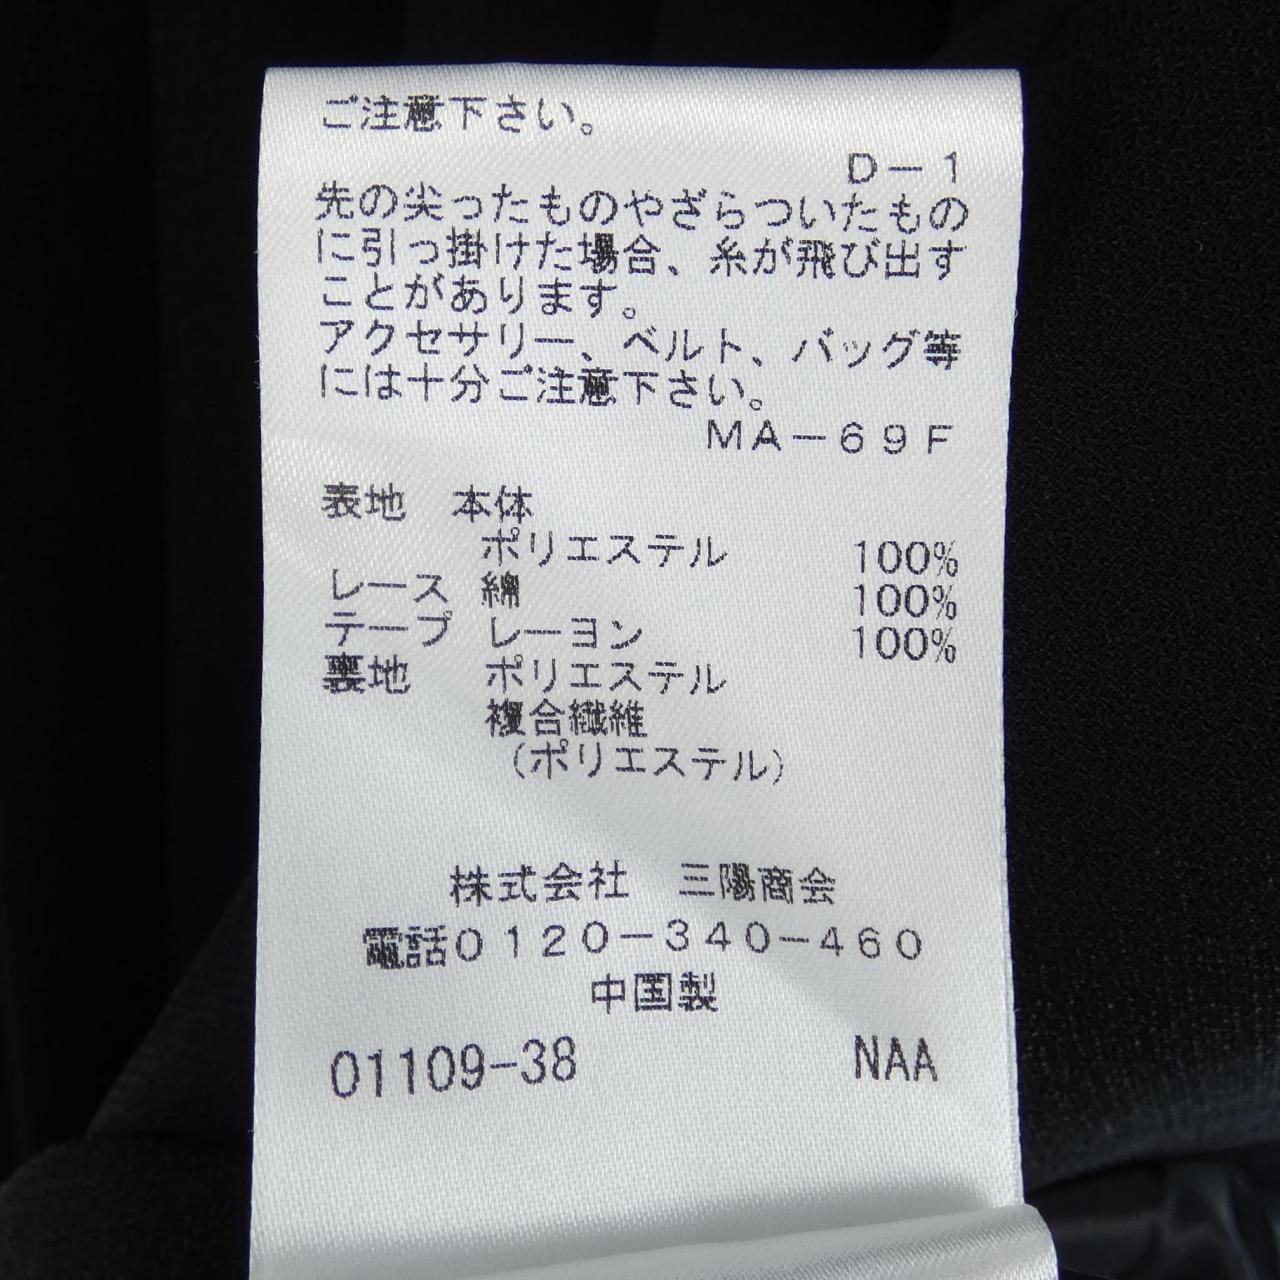 ご注意下さい。
D－1
先の尖ったものやざらついたもの
に引っ掛けた場合、糸が飛び出す
ことがあります。
アクセサリー、ベルト、バッグ等
には十分ご注意下さい。
MA－69F
表地 本体
ポリエステル 100%
レース 綿 100%
テープ レーヨン 100%
裏地 ポリエステル
複合繊維
(ポリエステル)
株式会社 三陽商会
電話0120－340－460
中国製
01109-38 NAA